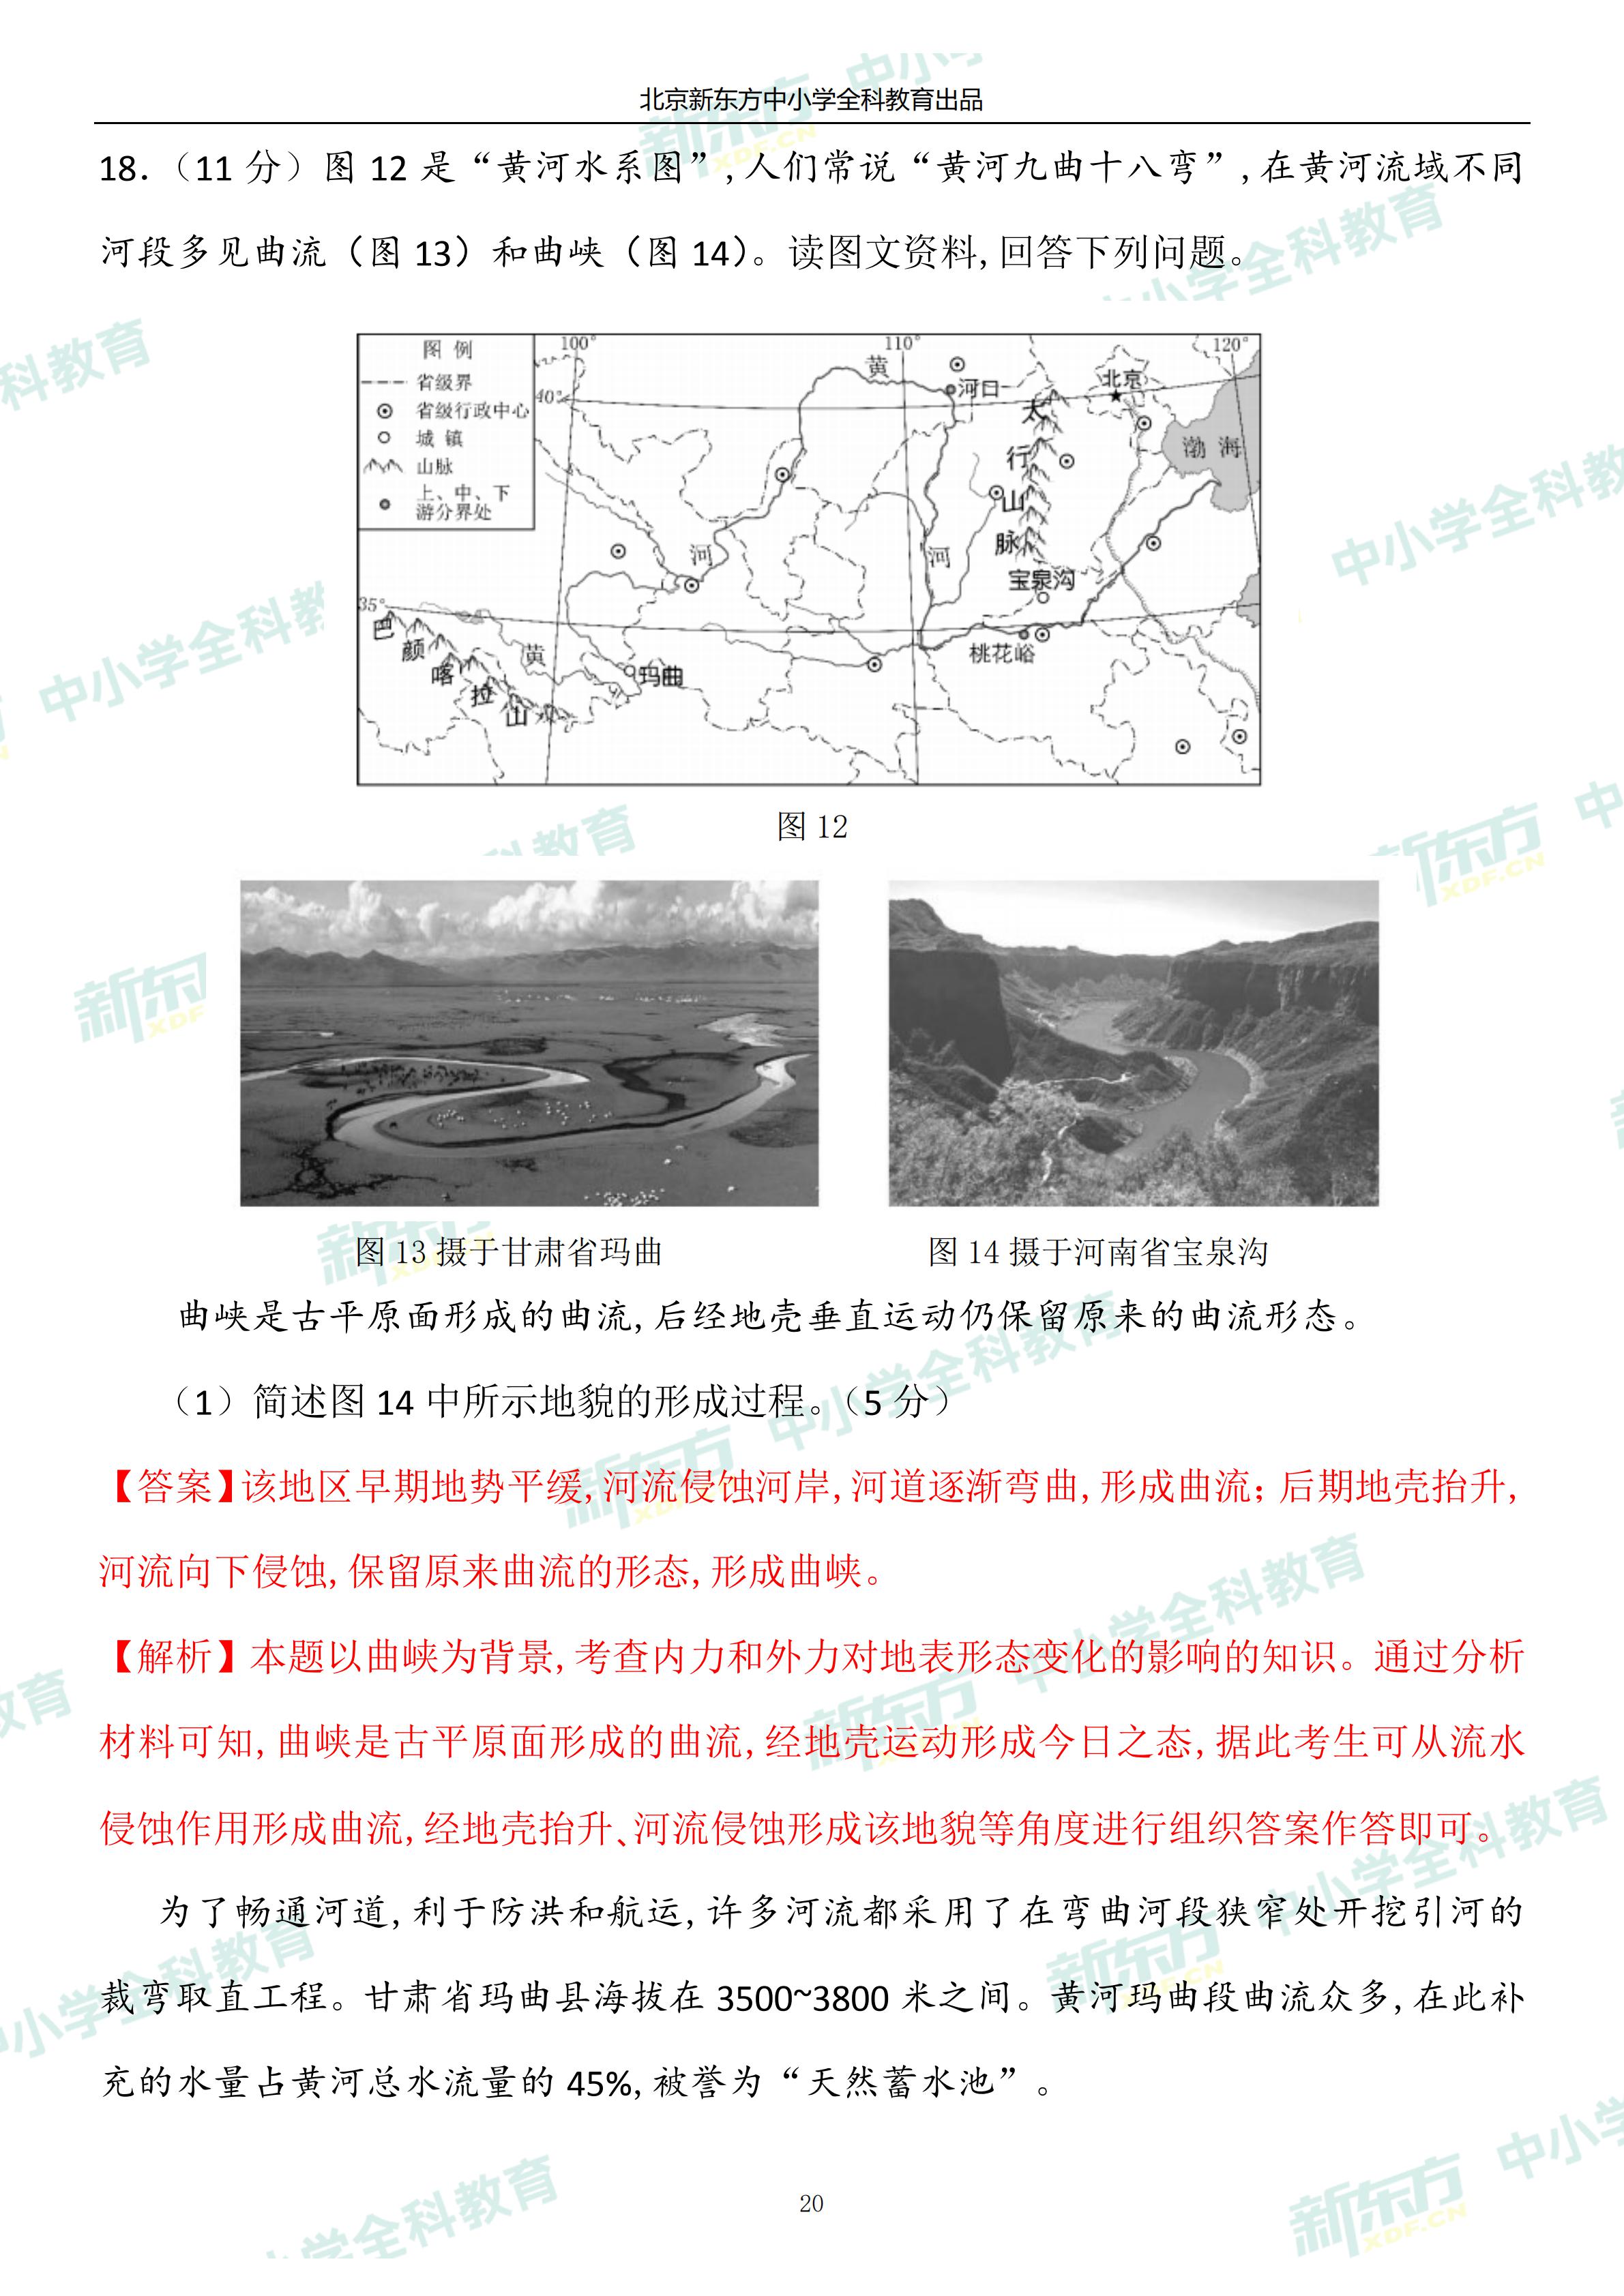 北京新东方中小学全科教育出品
18.（11 分）图 12 是“黄河水系图”,人们常说“黄河九曲十八弯”,在黄河流域不同
河段多见曲流（图 13）和曲峡（图 14）。读图文资料,回答下列问题。
图 例
省级界
省级行政中心
城 镇
山脉
上、中、下
游分界处
100°
110°
120°
40°
35°
黄
河口
北京
太
行
山
脉
渤 海
河
河
宝泉沟
桃花峪
巴
颜
喀
拉
山
黄
玛曲
图 12
图 13 摄于甘肃省玛曲
图 14 摄于河南省宝泉沟
曲峡是古平原面形成的曲流,后经地壳垂直运动仍保留原来的曲流形态。
（1）简述图 14 中所示地貌的形成过程。（5 分）
【答案】该地区早期地势平缓,河流侵蚀河岸,河道逐渐弯曲,形成曲流；后期地壳抬升,
河流向下侵蚀,保留原来曲流的形态,形成曲峡。
【解析】本题以曲峡为背景,考查内力和外力对地表形态变化的影响的知识。通过分析
材料可知,曲峡是古平原面形成的曲流,经地壳运动形成今日之态,据此考生可从流水
侵蚀作用形成曲流,经地壳抬升、河流侵蚀形成该地貌等角度进行组织答案作答即可。
为了畅通河道,利于防洪和航运,许多河流都采用了在弯曲河段狭窄处开挖引河的
裁弯取直工程。甘肃省玛曲县海拔在 3500~3800 米之间。黄河玛曲段曲流众多,在此补
充的水量占黄河总水流量的 45%,被誉为“天然蓄水池”。
20
新东方 XDF.CN 中小学全科教育